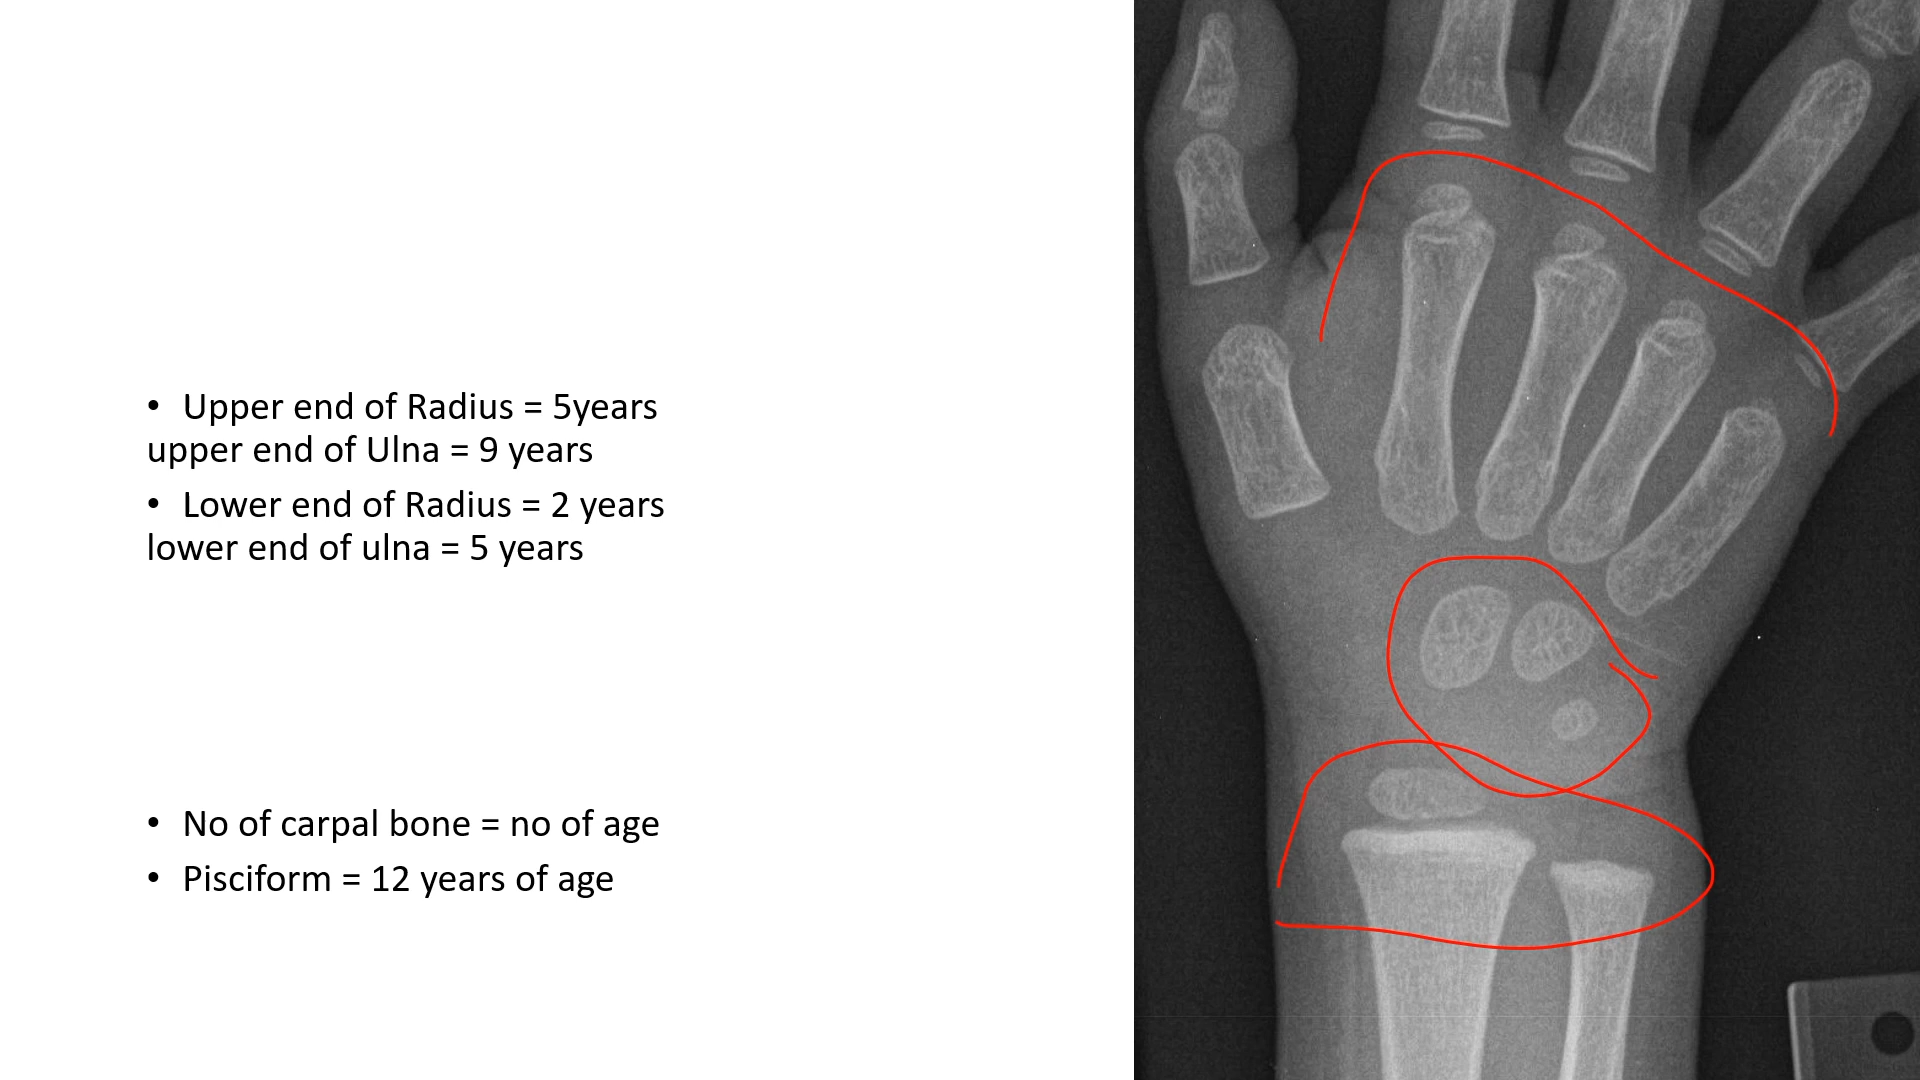 • Upper end of Radius = 5years
upper end of Ulna = 9 years
• Lower end of Radius = 2 years
lower end of ulna = 5 years
• No of carpal bone = no of age
• Pisciform = 12 years of age